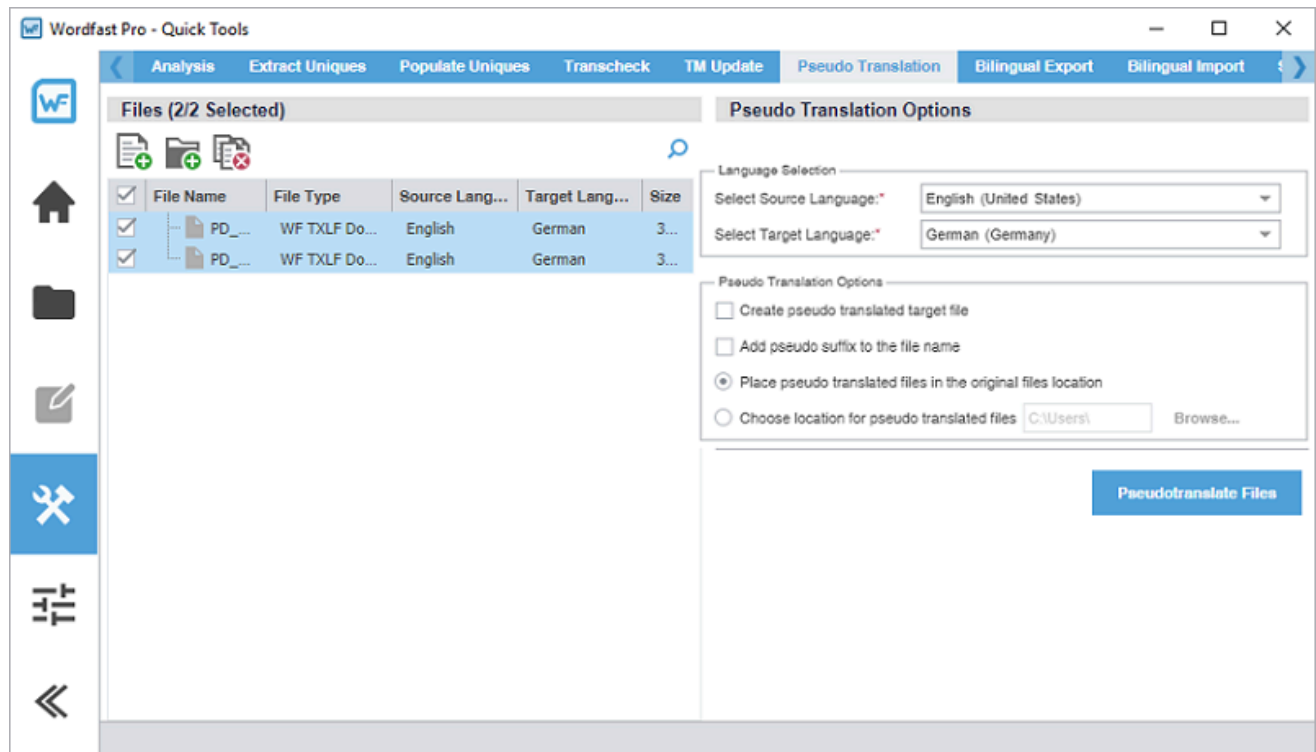 WF Wordfast Pro - Quick Tools
WF
Analysis Extract Uniques Populate Uniques Transcheck TM Update Pseudo Translation Bilingual Export Bilingual Import
Files (2/2 Selected)
File Name File Type Source Lang... Target Lang... Size
PD_... WF TXLF Do... English German 3...
PD_... WF TXLF Do... English German 3...
Pseudo Translation Options
Language Selection
Select Source Language:* English (United States)
Select Target Language:* German (Germany)
Pseudo Translation Options
Create pseudo translated target file
Add pseudo suffix to the file name
Place pseudo translated files in the original files location
Choose location for pseudo translated files C:\Users\ Browse...
Pseudotranslate Files